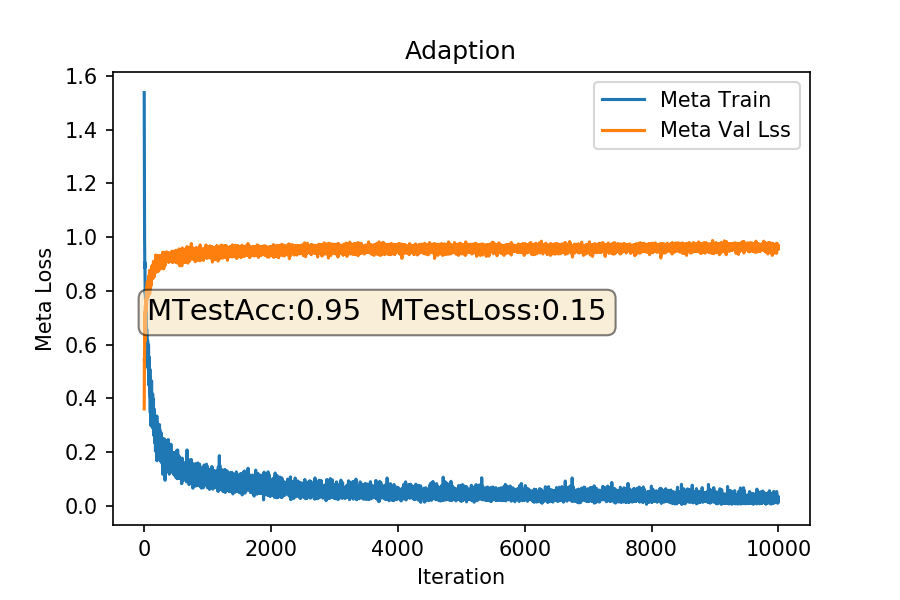 Adaption
Meta Train
Meta Val Lss
MTestAcc:0.95 MTestLoss:0.15
Meta Loss
1.6
1.4
1.2
1.0
0.8
0.6
0.4
0.2
0.0
0 2000 4000 6000 8000 10000
Iteration